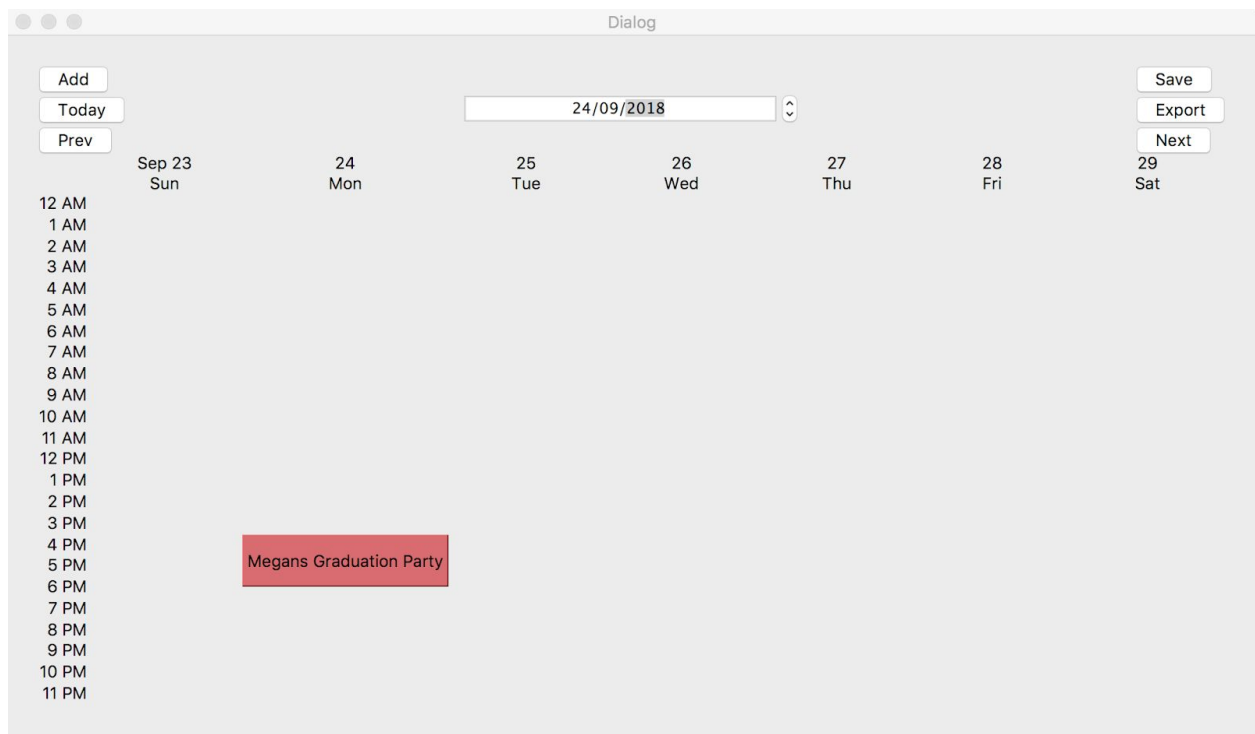 Dialog
Add
Save
Today
24/09/2018
Export
Prev
Next
Sep 23 24 25 26 27 28 29
Sun Mon Tue Wed Thu Fri Sat
12 AM
1 AM
2 AM
3 AM
4 AM
5 AM
6 AM
7 AM
8 AM
9 AM
10 AM
11 AM
12 PM
1 PM
2 PM
3 PM
4 PM
Megans Graduation Party
5 PM
6 PM
7 PM
8 PM
9 PM
10 PM
11 PM